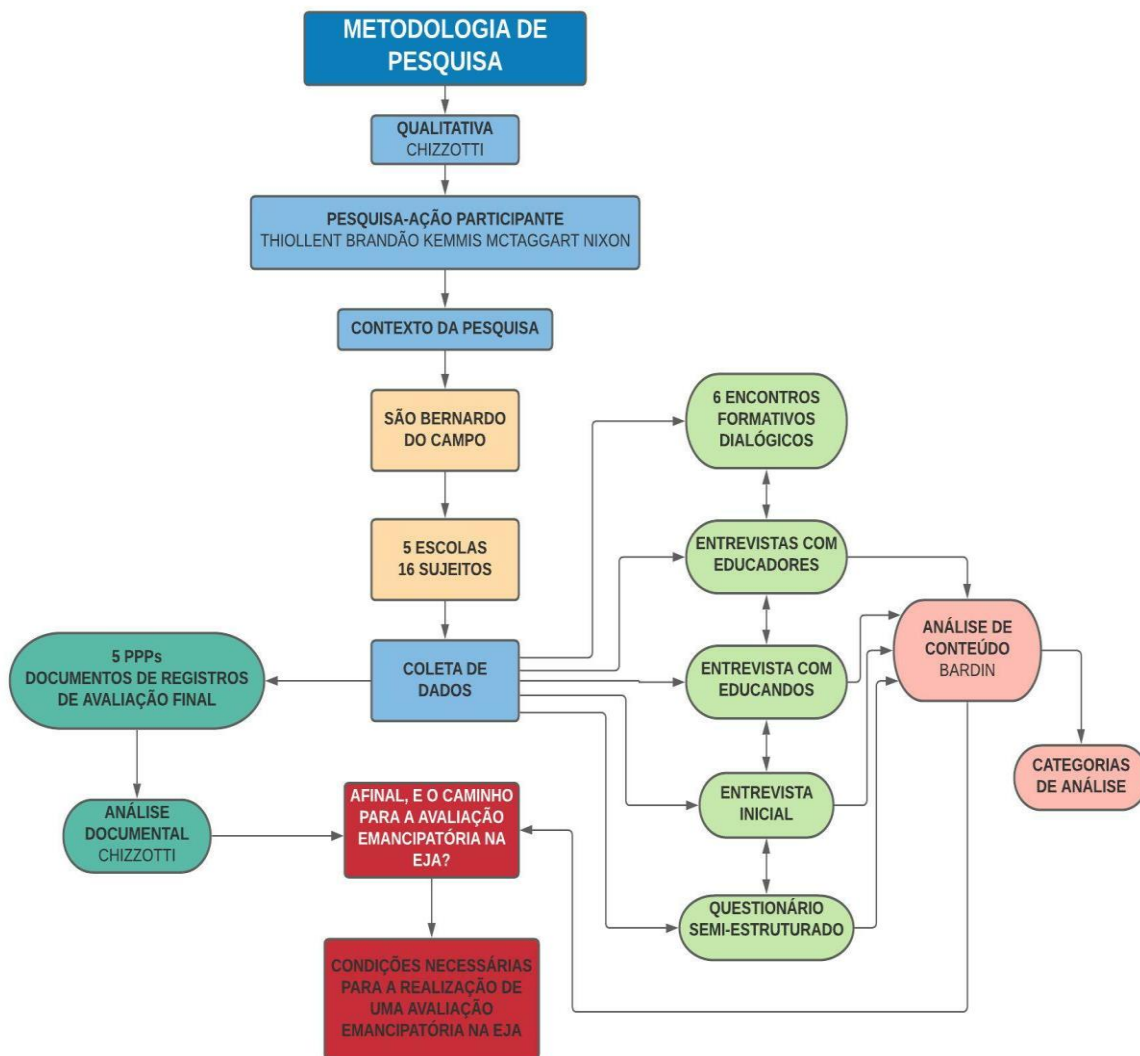 METODOLOGIA DE
PESQUISA
QUALITATIVA
CHIZZOTTI
PESQUISA-AÇÃO PARTICIPANTE
THIOLLENT BRANDÃO KEMMIS MCTAGGART NIXON
CONTEXTO DA PESQUISA
SÃO BERNARDO
DO CAMPO
5 ESCOLAS
16 SUJEITOS
COLETA DE
DADOS
5 PPPs
DOCUMENTOS DE REGISTROS
DE AVALIAÇÃO FINAL
ANÁLISE
DOCUMENTAL
CHIZZOTTI
6 ENCONTROS
FORMATIVOS
DIALÓGICOS
ENTREVISTAS COM
EDUCADORES
ENTREVISTA COM
EDUCANDOS
ENTREVISTA
INICIAL
QUESTIONÁRIO
SEMI-ESTRUTURADO
ANÁLISE DE
CONTEÚDO
BARDIN
CATEGORIAS
DE ANÁLISE
AFINAL, E O CAMINHO
PARA A AVALIAÇÃO
EMANCIPATÓRIA NA
EJA?
CONDIÇÕES NECESSÁRIAS
PARA A REALIZAÇÃO DE
UMA AVALIAÇÃO
EMANCIPATÓRIA NA EJA